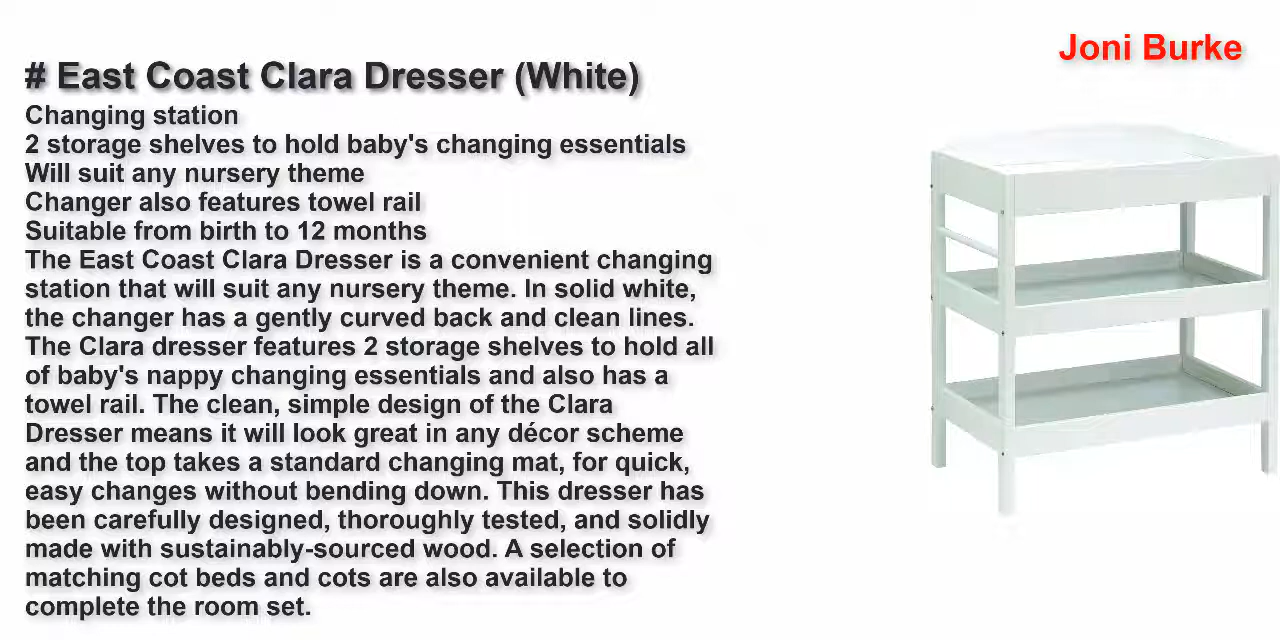 Joni Burke
# East Coast Clara Dresser (White)
Changing station
2 storage shelves to hold baby's changing essentials
Will suit any nursery theme
Changer also features towel rail
Suitable from birth to 12 months
The East Coast Clara Dresser is a convenient changing
station that will suit any nursery theme. In solid white,
the changer has a gently curved back and clean lines.
The Clara dresser features 2 storage shelves to hold all
of baby's nappy changing essentials and also has a
towel rail. The clean, simple design of the Clara
Dresser means it will look great in any décor scheme
and the top takes a standard changing mat, for quick,
easy changes without bending down. This dresser has
been carefully designed, thoroughly tested, and solidly
made with sustainably-sourced wood. A selection of
matching cot beds and cots are also available to
complete the room set.